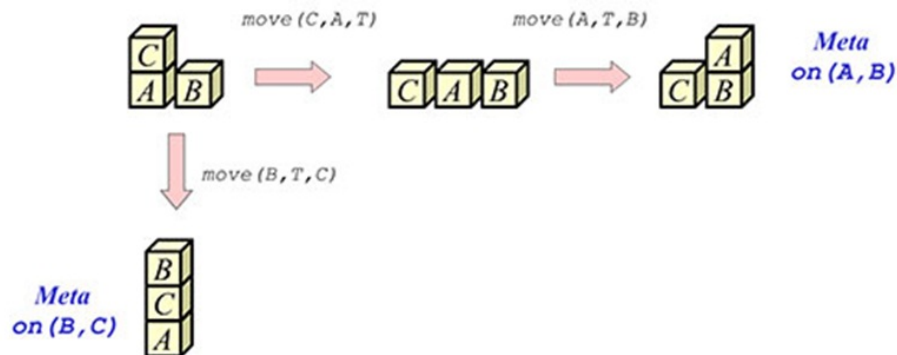 move(C,A,T)
move(A,T,B)
C
A B
C A B
A
C B
Meta
on(A,B)
move(B,T,C)
B
C
A
Meta
on(B,C)